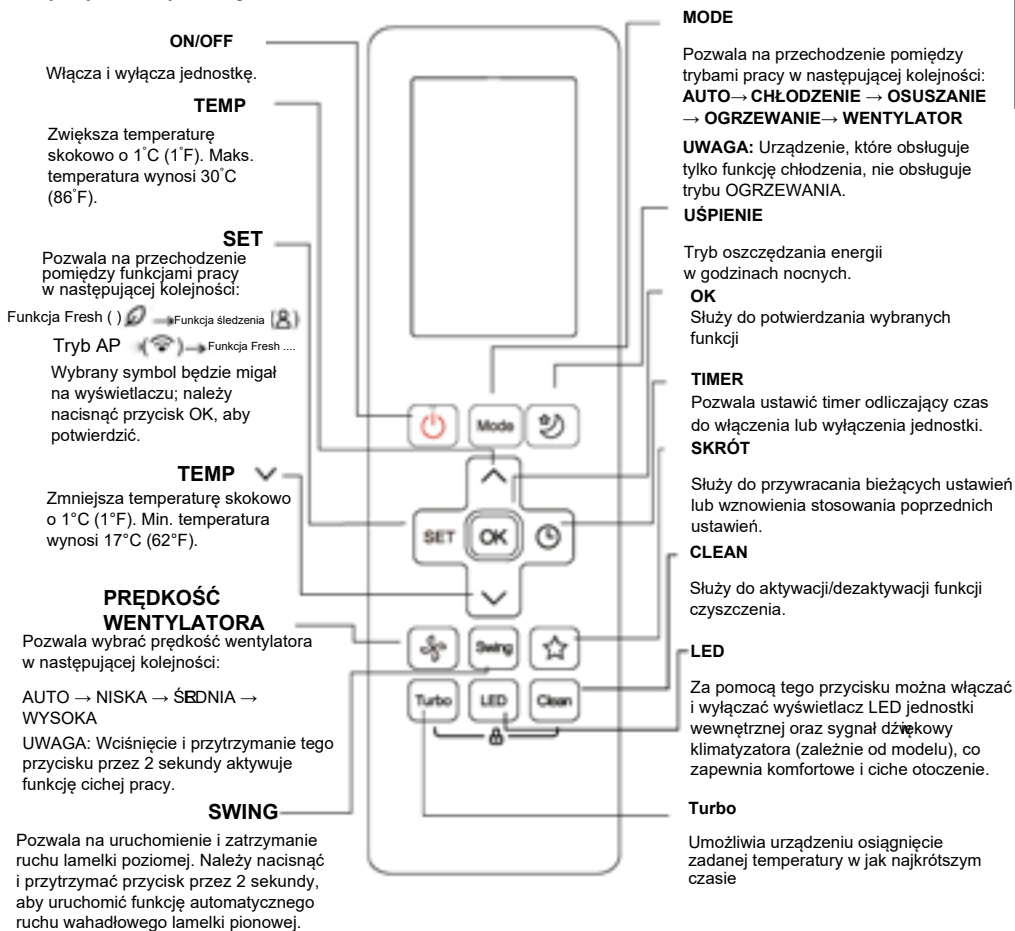 ON/OFF
Włącza i wyłącza jednostkę.
TEMP
Zwiększa temperaturę
skokowo o 1°C (1°F). Maks.
temperatura wynosi 30°C
(86°F).
SET
Pozwala na przechodzenie
pomiędzy funkcjami pracy
w następującej kolejności:
Funkcja Fresh ( ) → Funkcja śledzenia ( )
Tryb AP ( ) → Funkcja Fresh ....
Wybrany symbol będzie migał
na wyświetlaczu; należy
nacisnąć przycisk OK, aby
potwierdzić.
TEMP
Zmniejsza temperaturę skokowo
o 1°C (1°F). Min. temperatura
wynosi 17°C (62°F).
PRĘDKOŚĆ
WENTYLATORA
Pozwala wybrać prędkość wentylatora
w następującej kolejności:
AUTO → NISKA → ŚREDNIA →
WYSOKA
UWAGA: Wciśnięcie i przytrzymanie tego
przycisku przez 2 sekundy aktywuje
funkcję cichej pracy.
SWING
Pozwala na uruchomienie i zatrzymanie
ruchu lamelki poziomej. Należy nacisnąć
i przytrzymać przycisk przez 2 sekundy,
aby uruchomić funkcję automatycznego
ruchu wahadłowego lamelki pionowej.
Mode
SET
OK
Swing
Turbo
LED
Clean
MODE
Pozwala na przechodzenie pomiędzy
trybami pracy w następującej kolejności:
AUTO→ CHŁODZENIE → OSUSZANIE
→ OGRZEWANIE→ WENTYLATOR
UWAGA: Urządzenie, które obsługuje
tylko funkcję chłodzenia, nie obsługuje
trybu OGRZEWANIA.
UŚPIENIE
Tryb oszczędzania energii
w godzinach nocnych.
OK
Służy do potwierdzania wybranych
funkcji
TIMER
Pozwala ustawić timer odliczający czas
do włączenia lub wyłączenia jednostki.
SKRÓT
Służy do przywracania bieżących ustawień
lub wznowienia stosowania poprzednich
ustawień.
CLEAN
Służy do aktywacji/dezaktywacji funkcji
czyszczenia.
LED
Za pomocą tego przycisku można włączać
i wyłączać wyświetlacz LED jednostki
wewnętrznej oraz sygnał dźwiękowy
klimatyzatora (zależnie od modelu), co
zapewnia komfortowe i ciche otoczenie.
Turbo
Umożliwia urządzeniu osiągnięcie
zadanej temperatury w jak najkrótszym
czasie